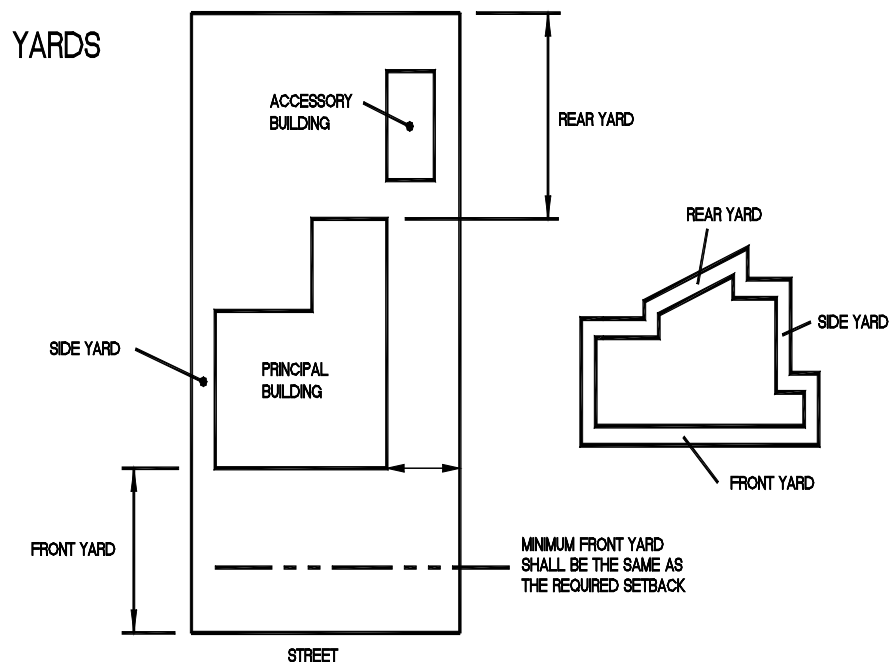 YARDS
ACCESSORY
BUILDING
REAR YARD
REAR YARD
SIDE YARD
SIDE YARD
PRINCIPAL
BUILDING
FRONT YARD
FRONT YARD
MINIMUM FRONT YARD
SHALL BE THE SAME AS
THE REQUIRED SETBACK
STREET